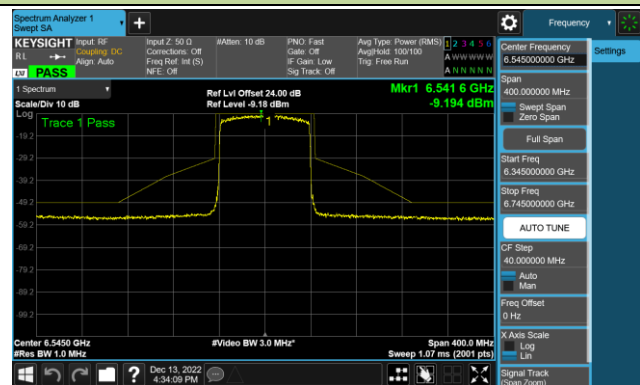 Spectrum Analyzer 1
Swept SA
Frequency
KEYSIGHT
RL
LXI
PASS
Input: RF
Coupling: DC
Align: Auto
Input Z: 50 Ω
Corrections: Off
Freq Ref: Int (S)
NFE: Off
#Atten: 10 dB
PNO: Fast
Gate: Off
IF Gain: Low
Sig Track: Off
Avg Type: Power (RMS)
Avg|Hold: 100/100
Trig: Free Run
1 2 3 4 5 6
A W W W W W
A N N N N N
1 Spectrum
Scale/Div 10 dB
Ref Lvl Offset 24.00 dB
Ref Level -9.18 dBm
Mkr1 6.541 6 GHz
-9.194 dBm
Log
Trace 1 Pass
1
-19.2
-29.2
-39.2
-49.2
-59.2
-69.2
-79.2
-89.2
-99.2
Center 6.5450 GHz
#Res BW 1.0 MHz
#Video BW 3.0 MHz*
Span 400.0 MHz
Sweep 1.07 ms (2001 pts)
Dec 13, 2022
4:34:09 PM
Center Frequency
6.545000000 GHz
Settings
Span
400.000000 MHz
Swept Span
Zero Span
Full Span
Start Freq
6.345000000 GHz
Stop Freq
6.745000000 GHz
AUTO TUNE
CF Step
40.000000 MHz
Auto
Man
Freq Offset
0 Hz
X Axis Scale
Log
Lin
Signal Track
(Span Zoom)